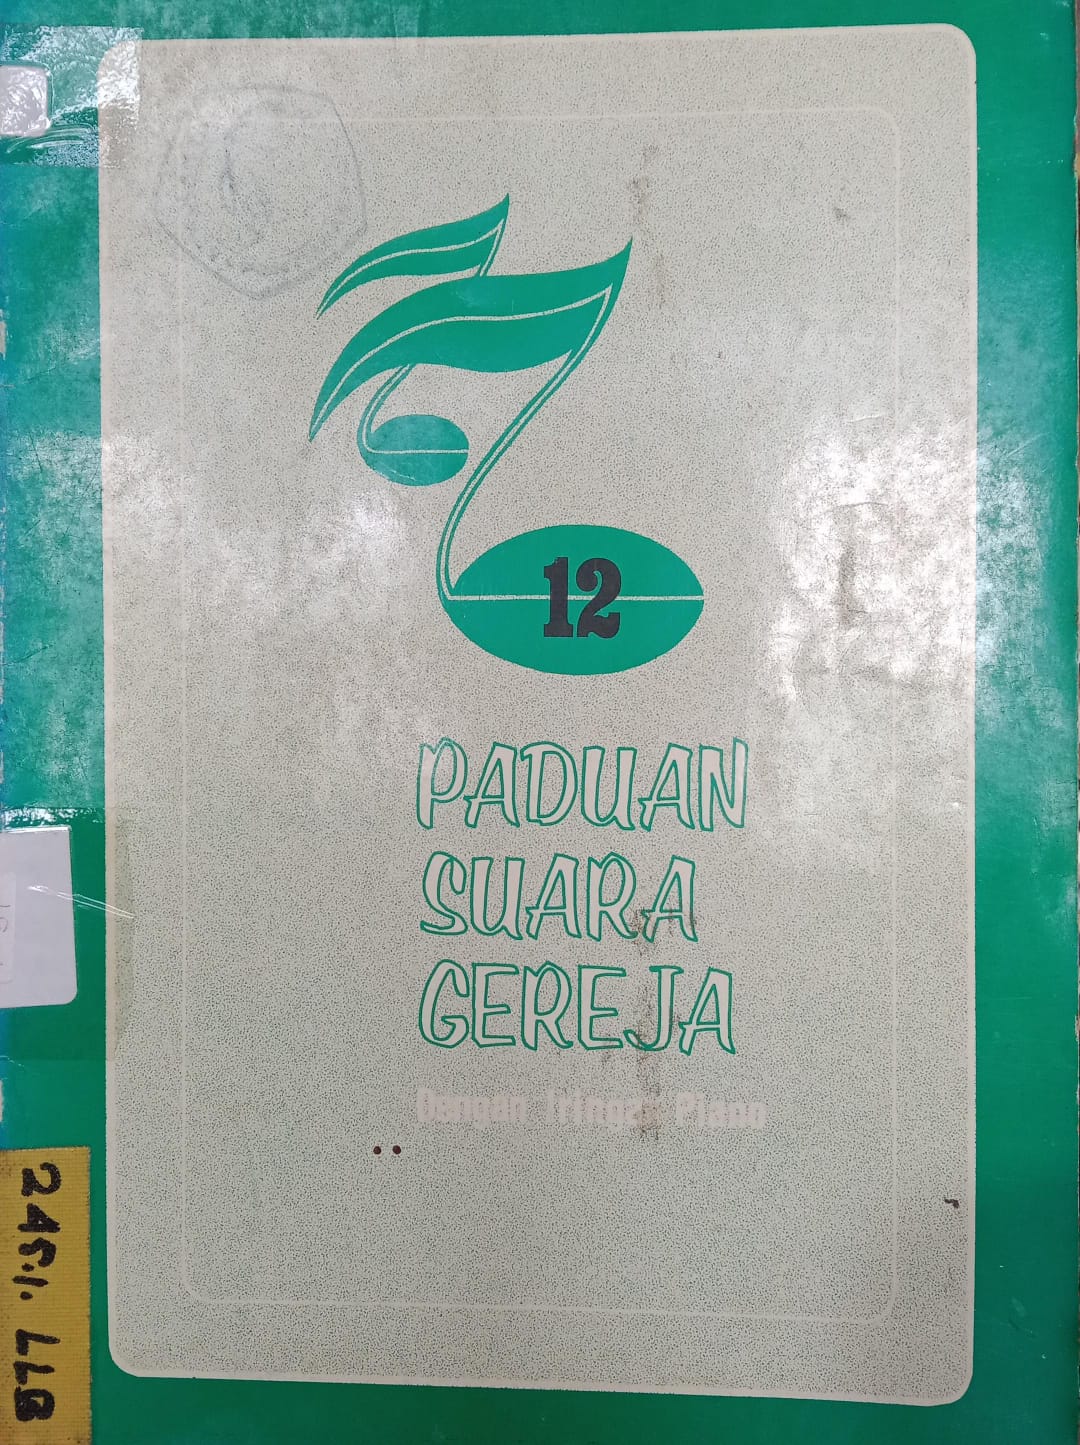 12
PADUAN
SUARA
GEREJA
Dengan Iringan Piano
245.1 LLB